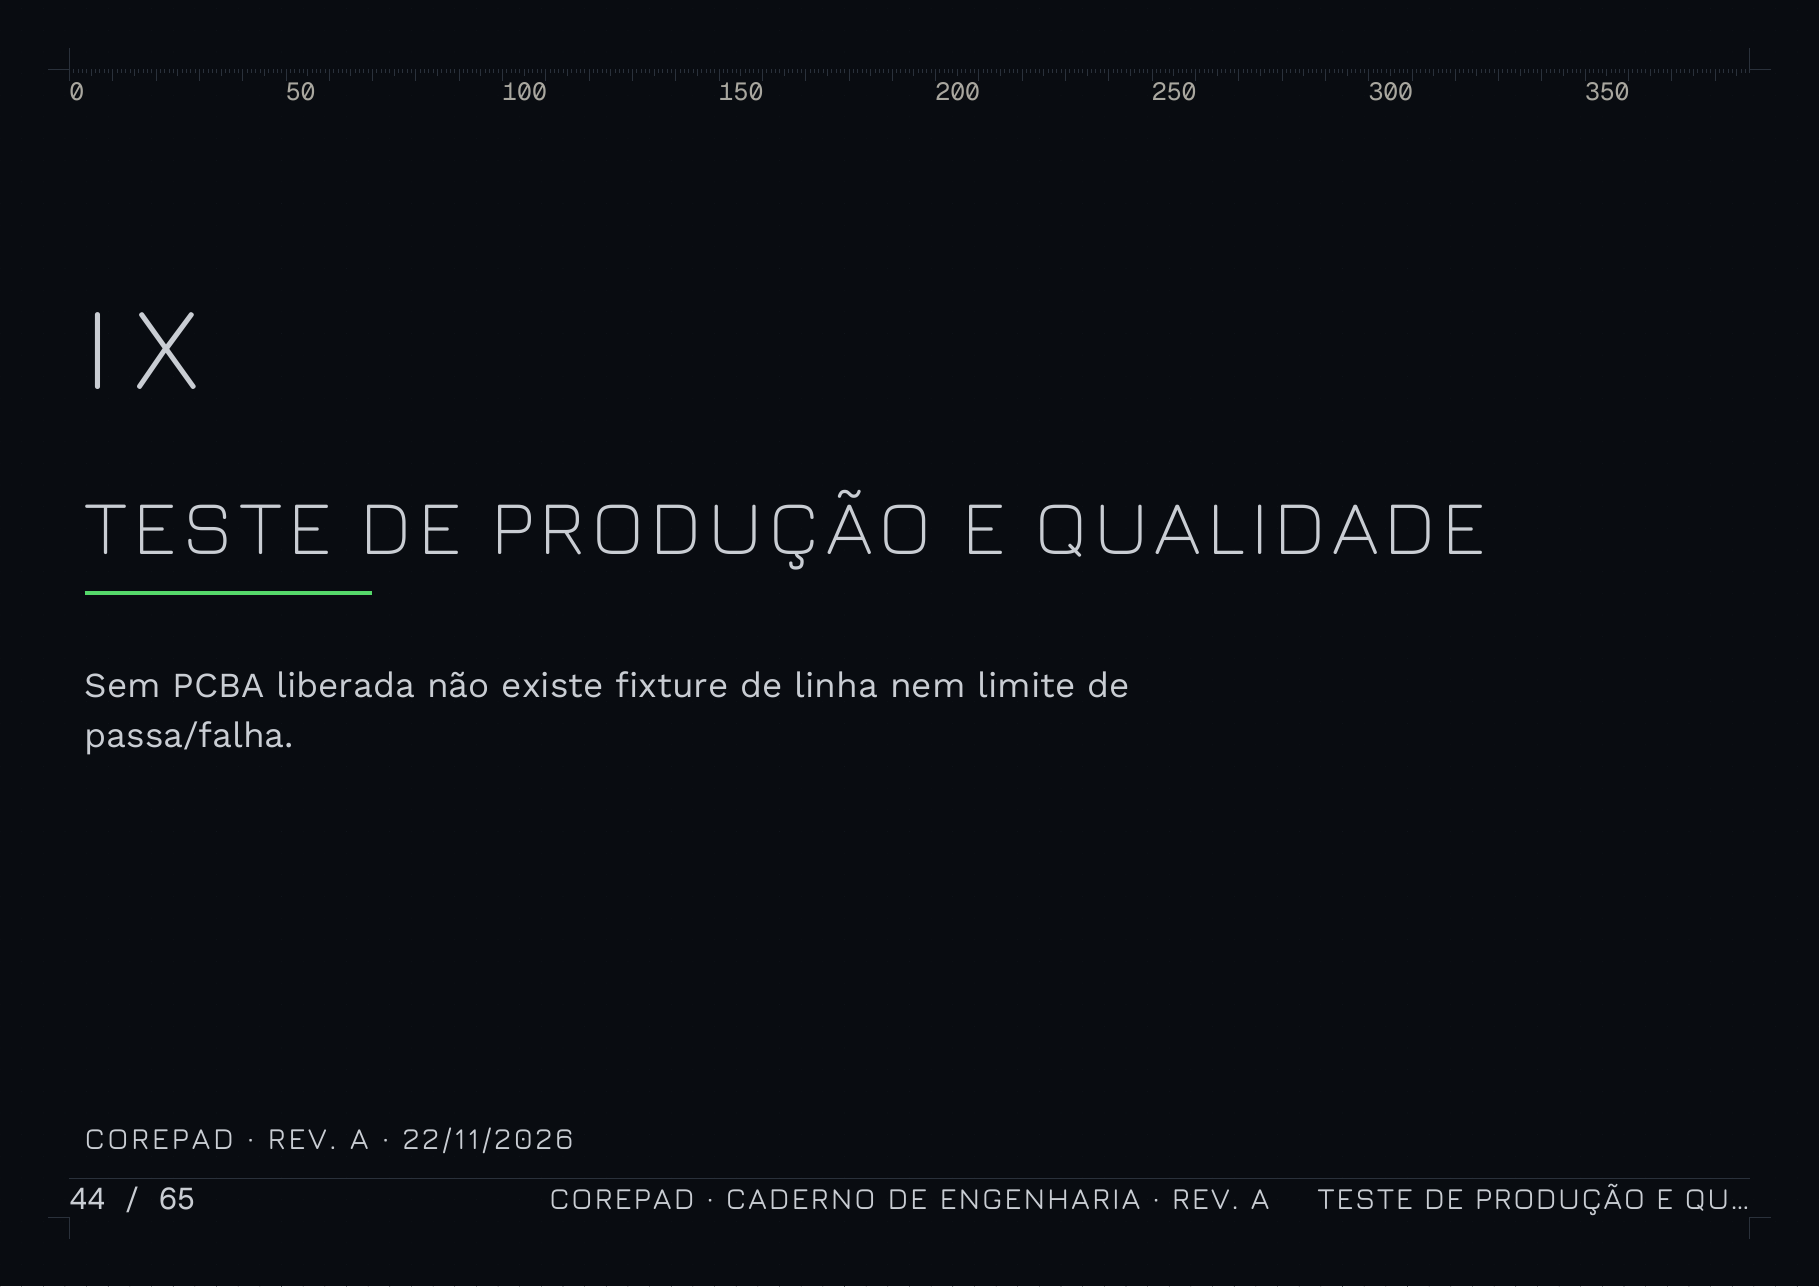 0 50 100 150 200 250 300 350
IX
TESTE DE PRODUÇÃO E QUALIDADE
Sem PCBA liberada não existe fixture de linha nem limite de
passa/falha.
COREPAD · REV. A · 22/11/2026
44 / 65 COREPAD · CADERNO DE ENGENHARIA · REV. A TESTE DE PRODUÇÃO E QU…